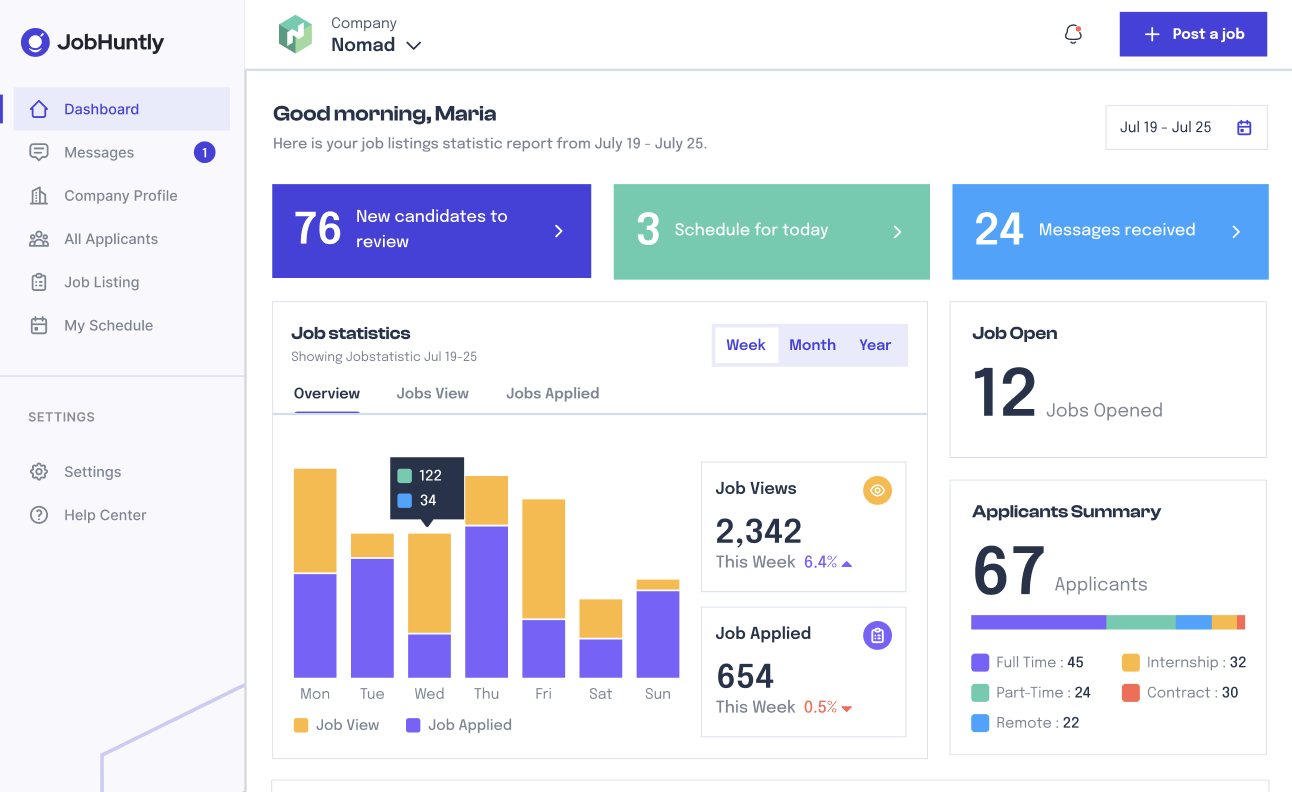 JobHuntly
Dashboard
Messages
1
Company Profile
All Applicants
Job Listing
My Schedule
SETTINGS
Settings
Help Center
Company
Nomad
Post a job
Good morning, Maria
Here is your job listings statistic report from July 19 - July 25.
Jul 19 - Jul 25
76
New candidates to
review
3
Schedule for today
24
Messages received
Job statistics
Showing Jobstatistic Jul 19-25
Week Month Year
Overview Jobs View Jobs Applied
122
34
Mon Tue Wed Thu Fri Sat Sun
Job View Job Applied
Job Views
2,342
This Week 6.4%
Job Applied
654
This Week 0.5%
Job Open
12 Jobs Opened
Applicants Summary
67 Applicants
Full Time : 45
Internship : 32
Part-Time : 24
Contract : 30
Remote : 22